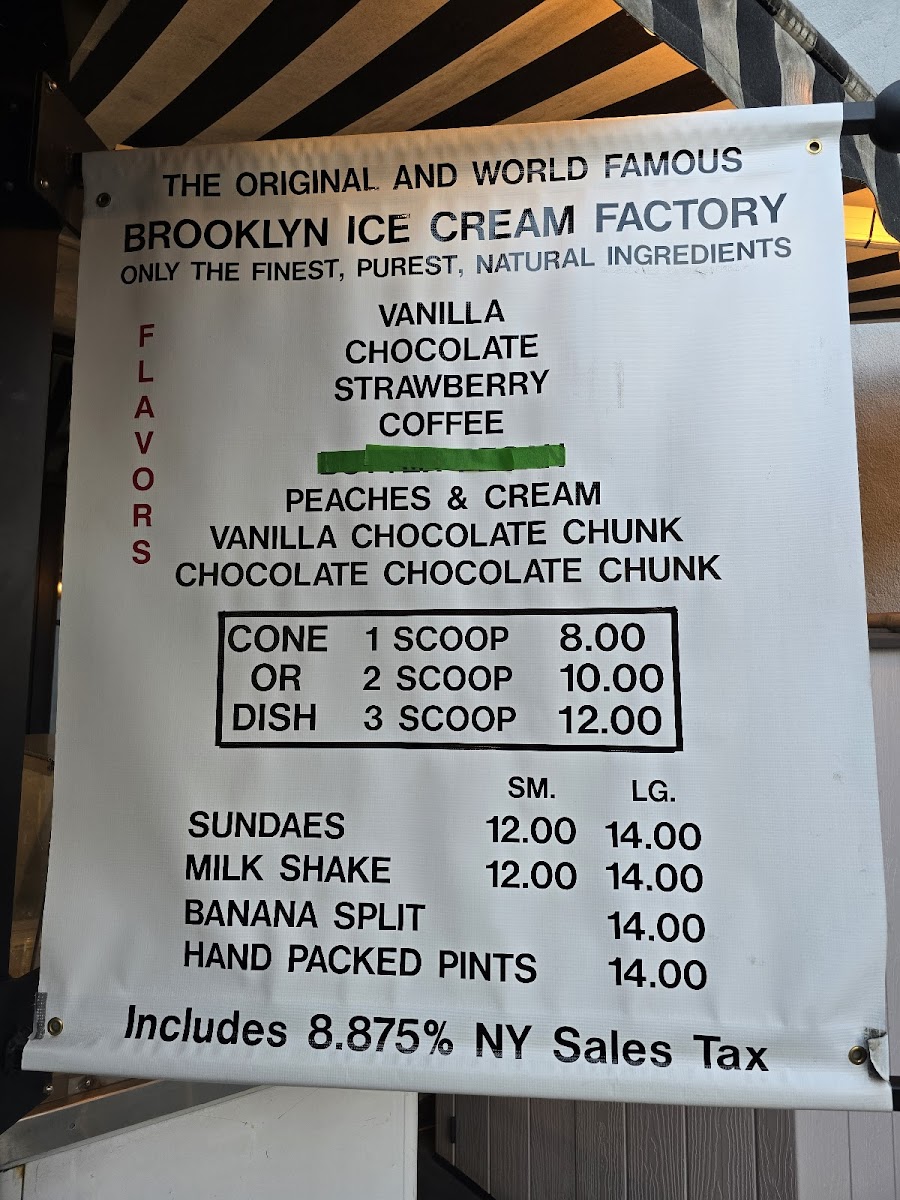 THE ORIGINAL AND WORLD FAMOUS
BROOKLYN ICE CREAM FACTORY
ONLY THE FINEST, PUREST, NATURAL INGREDIENTS
FLAVORS
VANILLA
CHOCOLATE
STRAWBERRY
COFFEE
PEACHES & CREAM
VANILLA CHOCOLATE CHUNK
CHOCOLATE CHOCOLATE CHUNK
CONE 1 SCOOP 8.00
OR 2 SCOOP 10.00
DISH 3 SCOOP 12.00
SM. LG.
SUNDAES 12.00 14.00
MILK SHAKE 12.00 14.00
BANANA SPLIT 14.00
HAND PACKED PINTS 14.00
Includes 8.875% NY Sales Tax